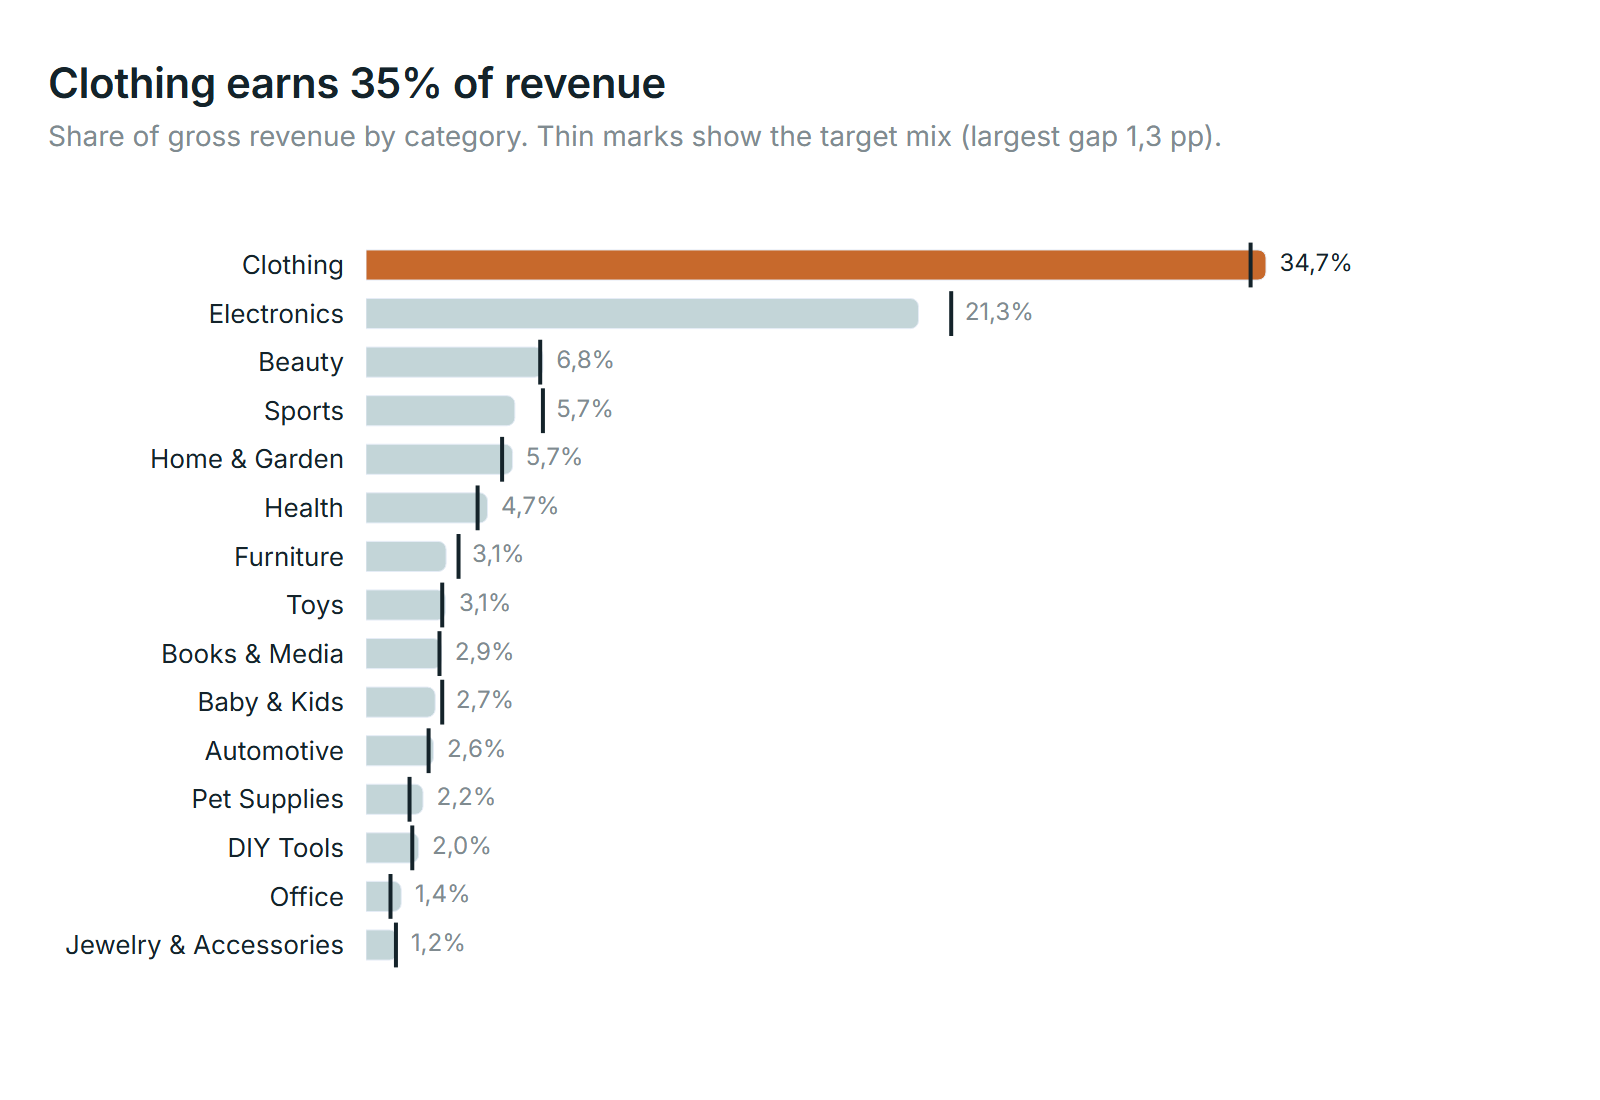 Clothing earns 35% of revenue
Share of gross revenue by category. Thin marks show the target mix (largest gap 1,3 pp).
Clothing 34,7%
Electronics 21,3%
Beauty 6,8%
Sports 5,7%
Home & Garden 5,7%
Health 4,7%
Furniture 3,1%
Toys 3,1%
Books & Media 2,9%
Baby & Kids 2,7%
Automotive 2,6%
Pet Supplies 2,2%
DIY Tools 2,0%
Office 1,4%
Jewelry & Accessories 1,2%